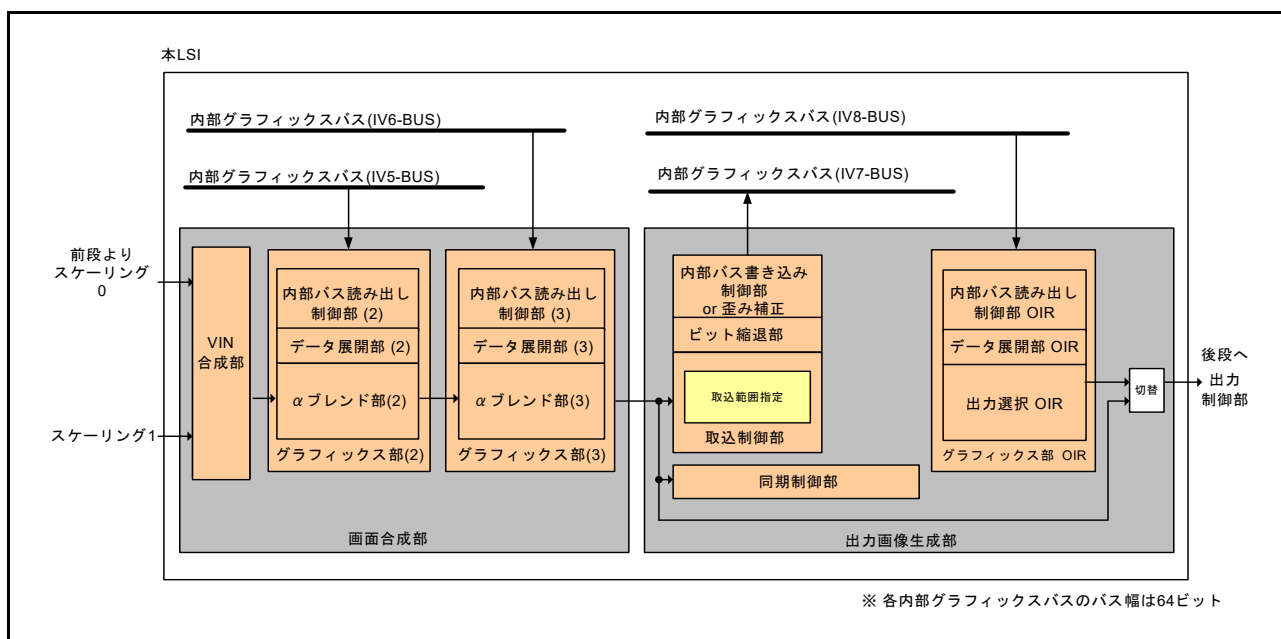 本LSI
内部グラフィックスバス(IV6-BUS)
内部グラフィックスバス(IV5-BUS)
内部グラフィックスバス(IV8-BUS)
内部グラフィックスバス(IV7-BUS)
前段より
スケーリング
0
スケーリング1
VIN
合成部
内部バス読み出し
制御部 (2)
データ展開部 (2)
αブレンド部(2)
グラフィックス部(2)
内部バス読み出し
制御部 (3)
データ展開部 (3)
αブレンド部(3)
グラフィックス部(3)
画面合成部
内部バス書き込み
制御部
or 歪み補正
ビット縮退部
取込範囲指定
取込制御部
同期制御部
内部バス読み出し
制御部 OIR
データ展開部 OIR
出力選択 OIR
グラフィックス部 OIR
出力画像生成部
切替
後段へ
出力
制御部
※ 各内部グラフィックスバスのバス幅は64ビット